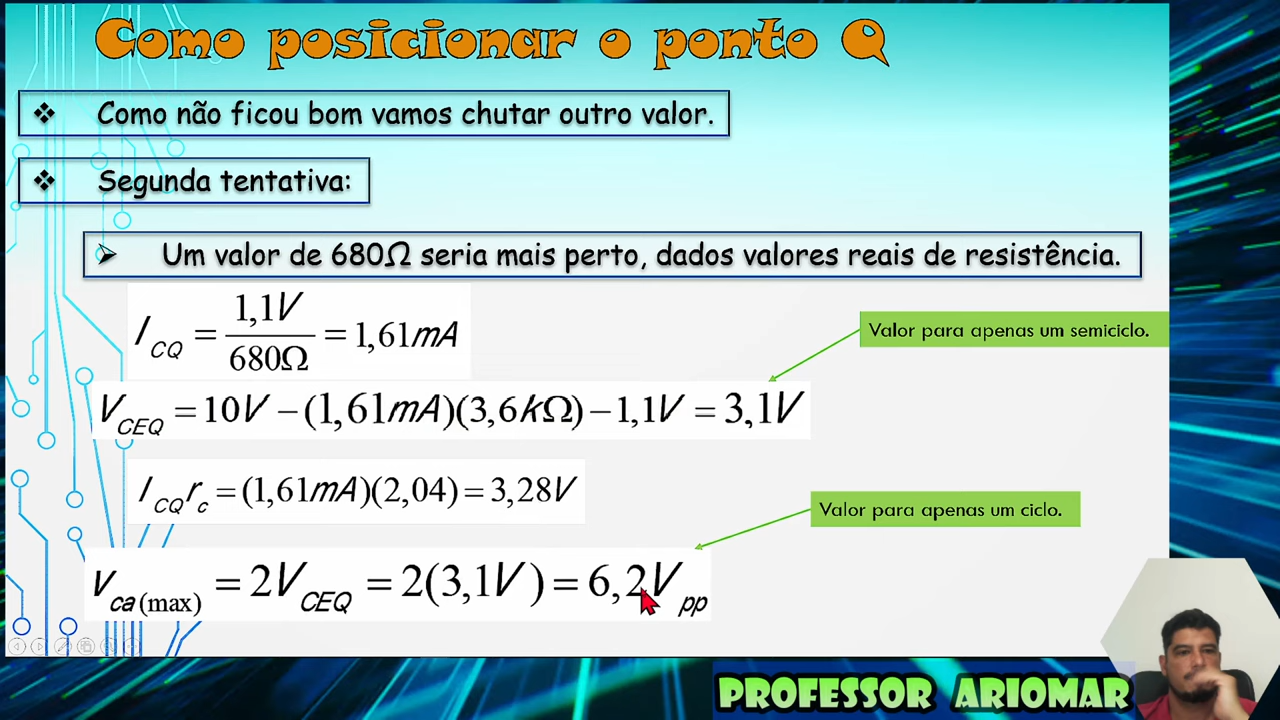 Como posicionar o ponto Q
❖ Como não ficou bom vamos chutar outro valor.
❖ Segunda tentativa:
➢ Um valor de 680Ω seria mais perto, dados valores reais de resistência.
I_CQ = 1,1V / 680Ω = 1,61mA
Valor para apenas um semiciclo.
V_CEQ = 10V − (1,61mA)(3,6kΩ) − 1,1V = 3,1V
I_CQ r_c = (1,61mA)(2,04) = 3,28V
Valor para apenas um ciclo.
V_ca(max) = 2V_CEQ = 2(3,1V) = 6,2V_pp
PROFESSOR ARIOMAR